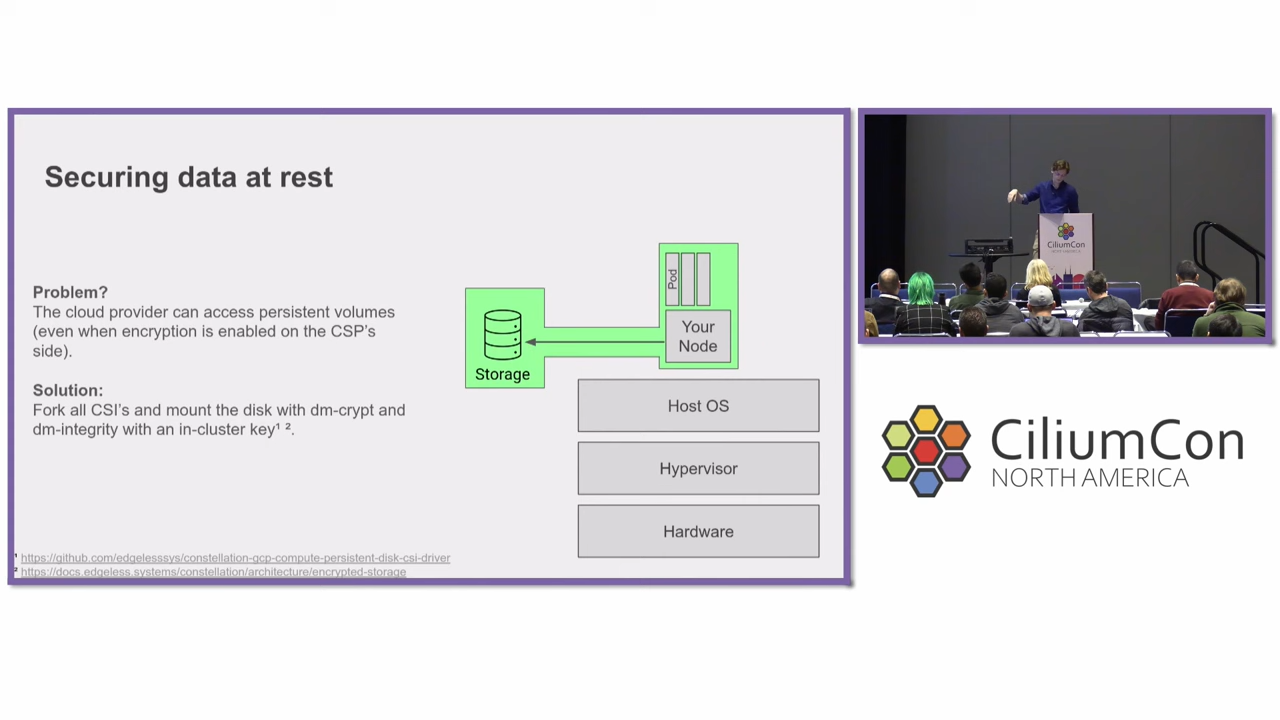 Securing data at rest
Problem?
The cloud provider can access persistent volumes
(even when encryption is enabled on the CSP's
side).
Solution:
Fork all CSI's and mount the disk with dm-crypt and
dm-integrity with an in-cluster key¹ ².
Pod
Your
Node
Storage
Host OS
Hypervisor
Hardware
¹ https://github.com/edgelesssys/constellation-gcp-compute-persistent-disk-csi-driver
² https://docs.edgeless.systems/constellation/architecture/encrypted-storage
CiliumCon
CiliumCon
NORTH AMERICA